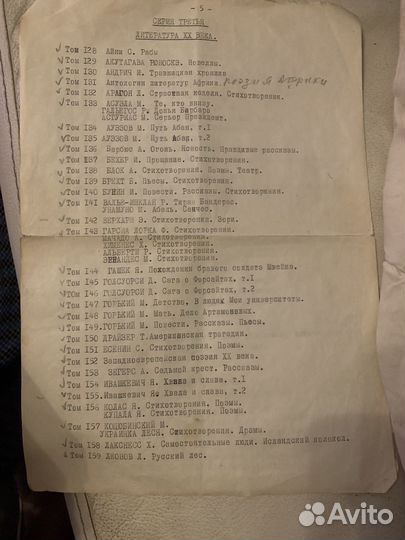 - 5 -
СЕРИЯ ТРЕТЬЯ
ЛИТЕРАТУРА XX ВЕКА.
Том 128 Айни С. Рабы
Том 129 АКУТАГАВА РЮНОСКЭ. Новеллы.
Том 130 АНДРИЧ И. Травницкая хроника
Том 131 Антология литератур Африки. поэзия Африки
Том 132 АРАГОН Л. Страстная неделя. Стихотворения.
Том 133 АСУЭЛА М. Те, кто внизу.
ГАЛЬЕГОС Р. Донья Барбара
АСТУРИАС М. Сеньор Президент.
Том 134 АУЭЗОВ М. Путь Абая, т.1
Том 135 АУЭЗОВ М. Путь Абая, т.2
Том 136 Барбюс А. Огонь. Ясность. Правдивые рассказы.
Том 137 БЕХЕР И. Прощание. Стихотворения.
Том 138 БЛОК А. Стихотворения. Поэмы. Театр.
Том 139 БРЕХТ Б. Пьесы. Стихотворения.
Том 140 БУНИН И. Повести. Рассказы. Стихотворения.
Том 141 ВАЛЬЕ-ИНКЛАН Р. Тиран Бандерас.
УНАМУНО М. Абель. Санчес.
Том 142 ВЕРХАРН Э. Стихотворения. Зори.
Том 143 ГАРСИА ЛОРКА Ф. Стихотворения.
МАЧАДО А. Стихотворения.
ХИМЕНЕС Х. Стихотворения.
АЛЬБЕРТИ Р. Стихотворения.
ЭРНАНДЕС М. Стихотворения.
Том 144 ГАШЕК Я. Похождения бравого солдата Швейка.
Том 145 ГОЛСУОРСИ Д. Сага о Форсайтах, т.1
Том 146 ГОЛСУОРСИ Д. Сага о Форсайтах, т.2
Том 147 ГОРЬКИЙ М. Детство, В людях Мои университеты.
Том 148 ГОРЬКИЙ М. Мать. Дело Артамоновых.
Том 149. ГОРЬКИЙ М. Повести. Рассказы. Пьесы.
Том 150 ДРАЙЗЕР Т. Американская трагедия.
Том 151 ЕСЕНИН С. Стихотворения. Поэмы.
Том 152 Западноевропейская поэзия XX века.
Том 153 ЗЕГЕРС А. Седьмой крест. Рассказы.
Том 154 ИВАШКЕВИЧ Я. Хвала и слава, т.1
Том 155. Ивашкевич Я. Хвала и слава, т.2
Том 156 КОЛАС Я. Стихотворения. Поэмы.
КУПАЛА Я. Стихотворения. Поэмы.
Том 157 КОЦЮБИНСКИЙ М.
УКРАИНКА ЛЕСЯ. Стихотворения. Драмы.
Том 158 ЛАКСНЕСС Х. Самостоятельные люди. Исландский колокол.
Том 159 ЛЕОНОВ Л. Русский лес.
Avito